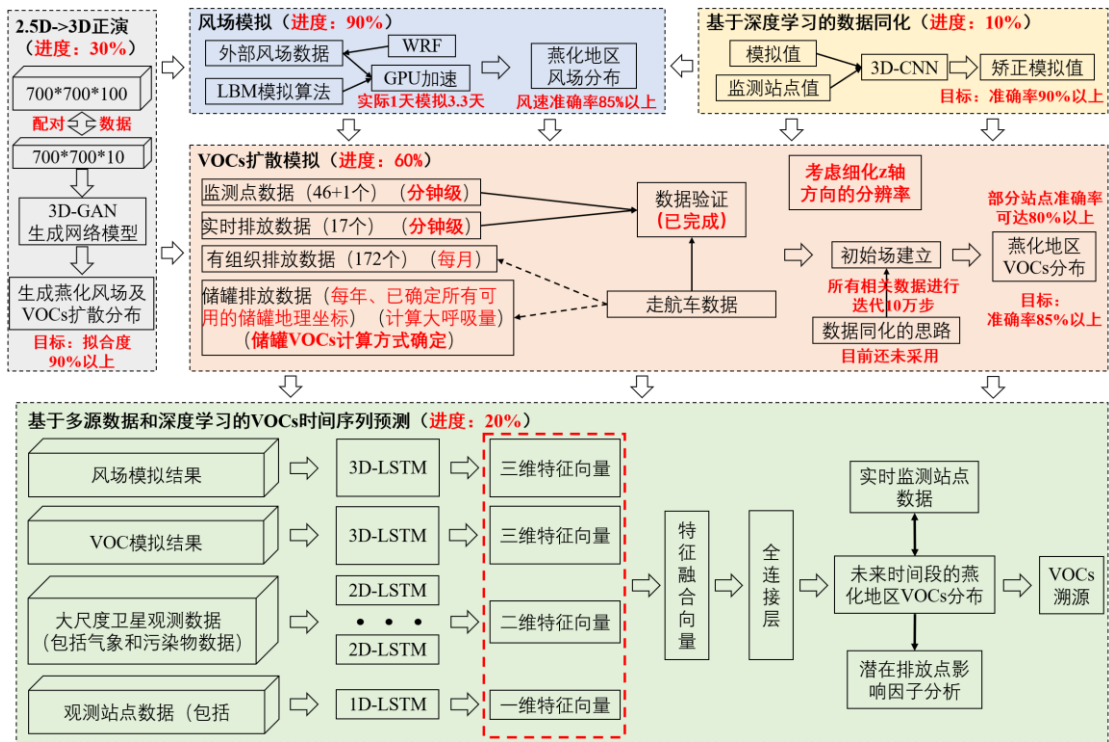 2.5D->3D正演
(进度：30%)
700*700*100
配对
数据
700*700*10
3D-GAN
生成网络模型
生成燕化风场及
VOCs扩散分布
目标：拟合度
90%以上
风场模拟（进度：90%）
外部风场数据
WRF
LBM模拟算法
GPU加速
实际1天模拟3.3天
燕化地区
风场分布
风速准确率85%以上
基于深度学习的数据同化（进度：10%）
模拟值
监测站点值
3D-CNN
矫正模拟值
目标：准确率90%以上
VOCs扩散模拟（进度：60%）
监测点数据（46+1个）（分钟级）
实时排放数据（17个）（分钟级）
有组织排放数据（172个）（每月）
储罐排放数据（每年、已确定所有可
用的储罐地理坐标）（计算大呼吸量）
（储罐VOCs计算方式确定）
数据验证
(已完成)
走航车数据
考虑细化z轴
方向的分辨率
初始场建立
所有相关数据进行
迭代10万步
数据同化的思路
目前还未采用
部分站点准确率
可达80%以上
燕化地区
VOCs分布
目标：
准确率85%以上
基于多源数据和深度学习的VOCs时间序列预测（进度：20%）
风场模拟结果
3D-LSTM
三维特征向量
VOC模拟结果
3D-LSTM
三维特征向量
大尺度卫星观测数据
（包括气象和污染物数据）
2D-LSTM
• • •
2D-LSTM
二维特征向量
观测站点数据（包括
1D-LSTM
一维特征向量
特征融合向量
全连接层
实时监测站点
数据
未来时间段的燕
化地区VOCs分布
潜在排放点影
响因子分析
VOCs
溯源